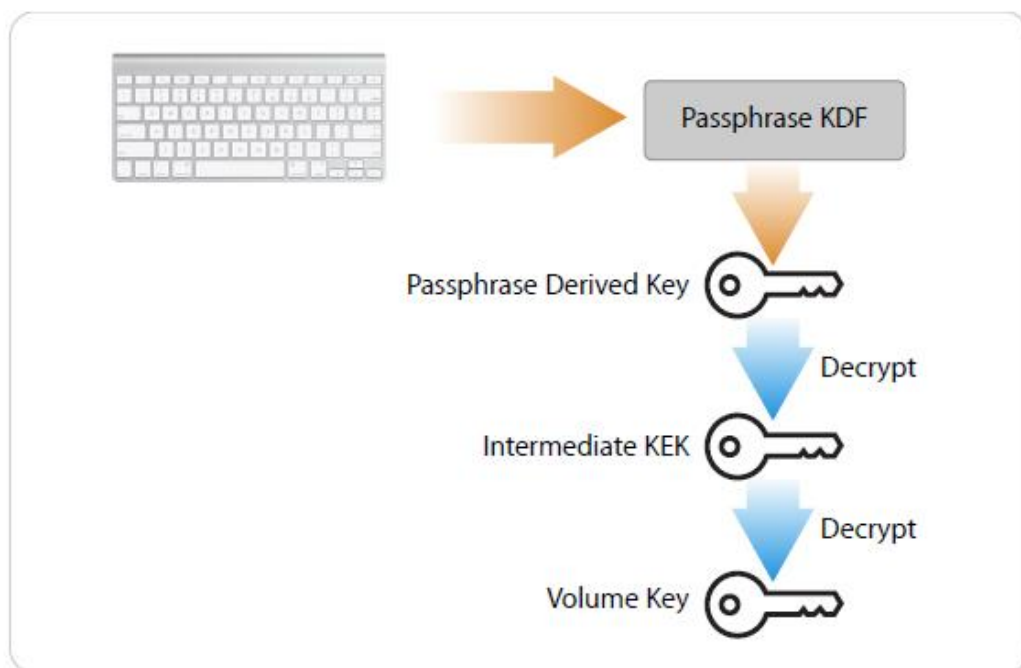 Passphrase KDF
Passphrase Derived Key
Decrypt
Intermediate KEK
Decrypt
Volume Key